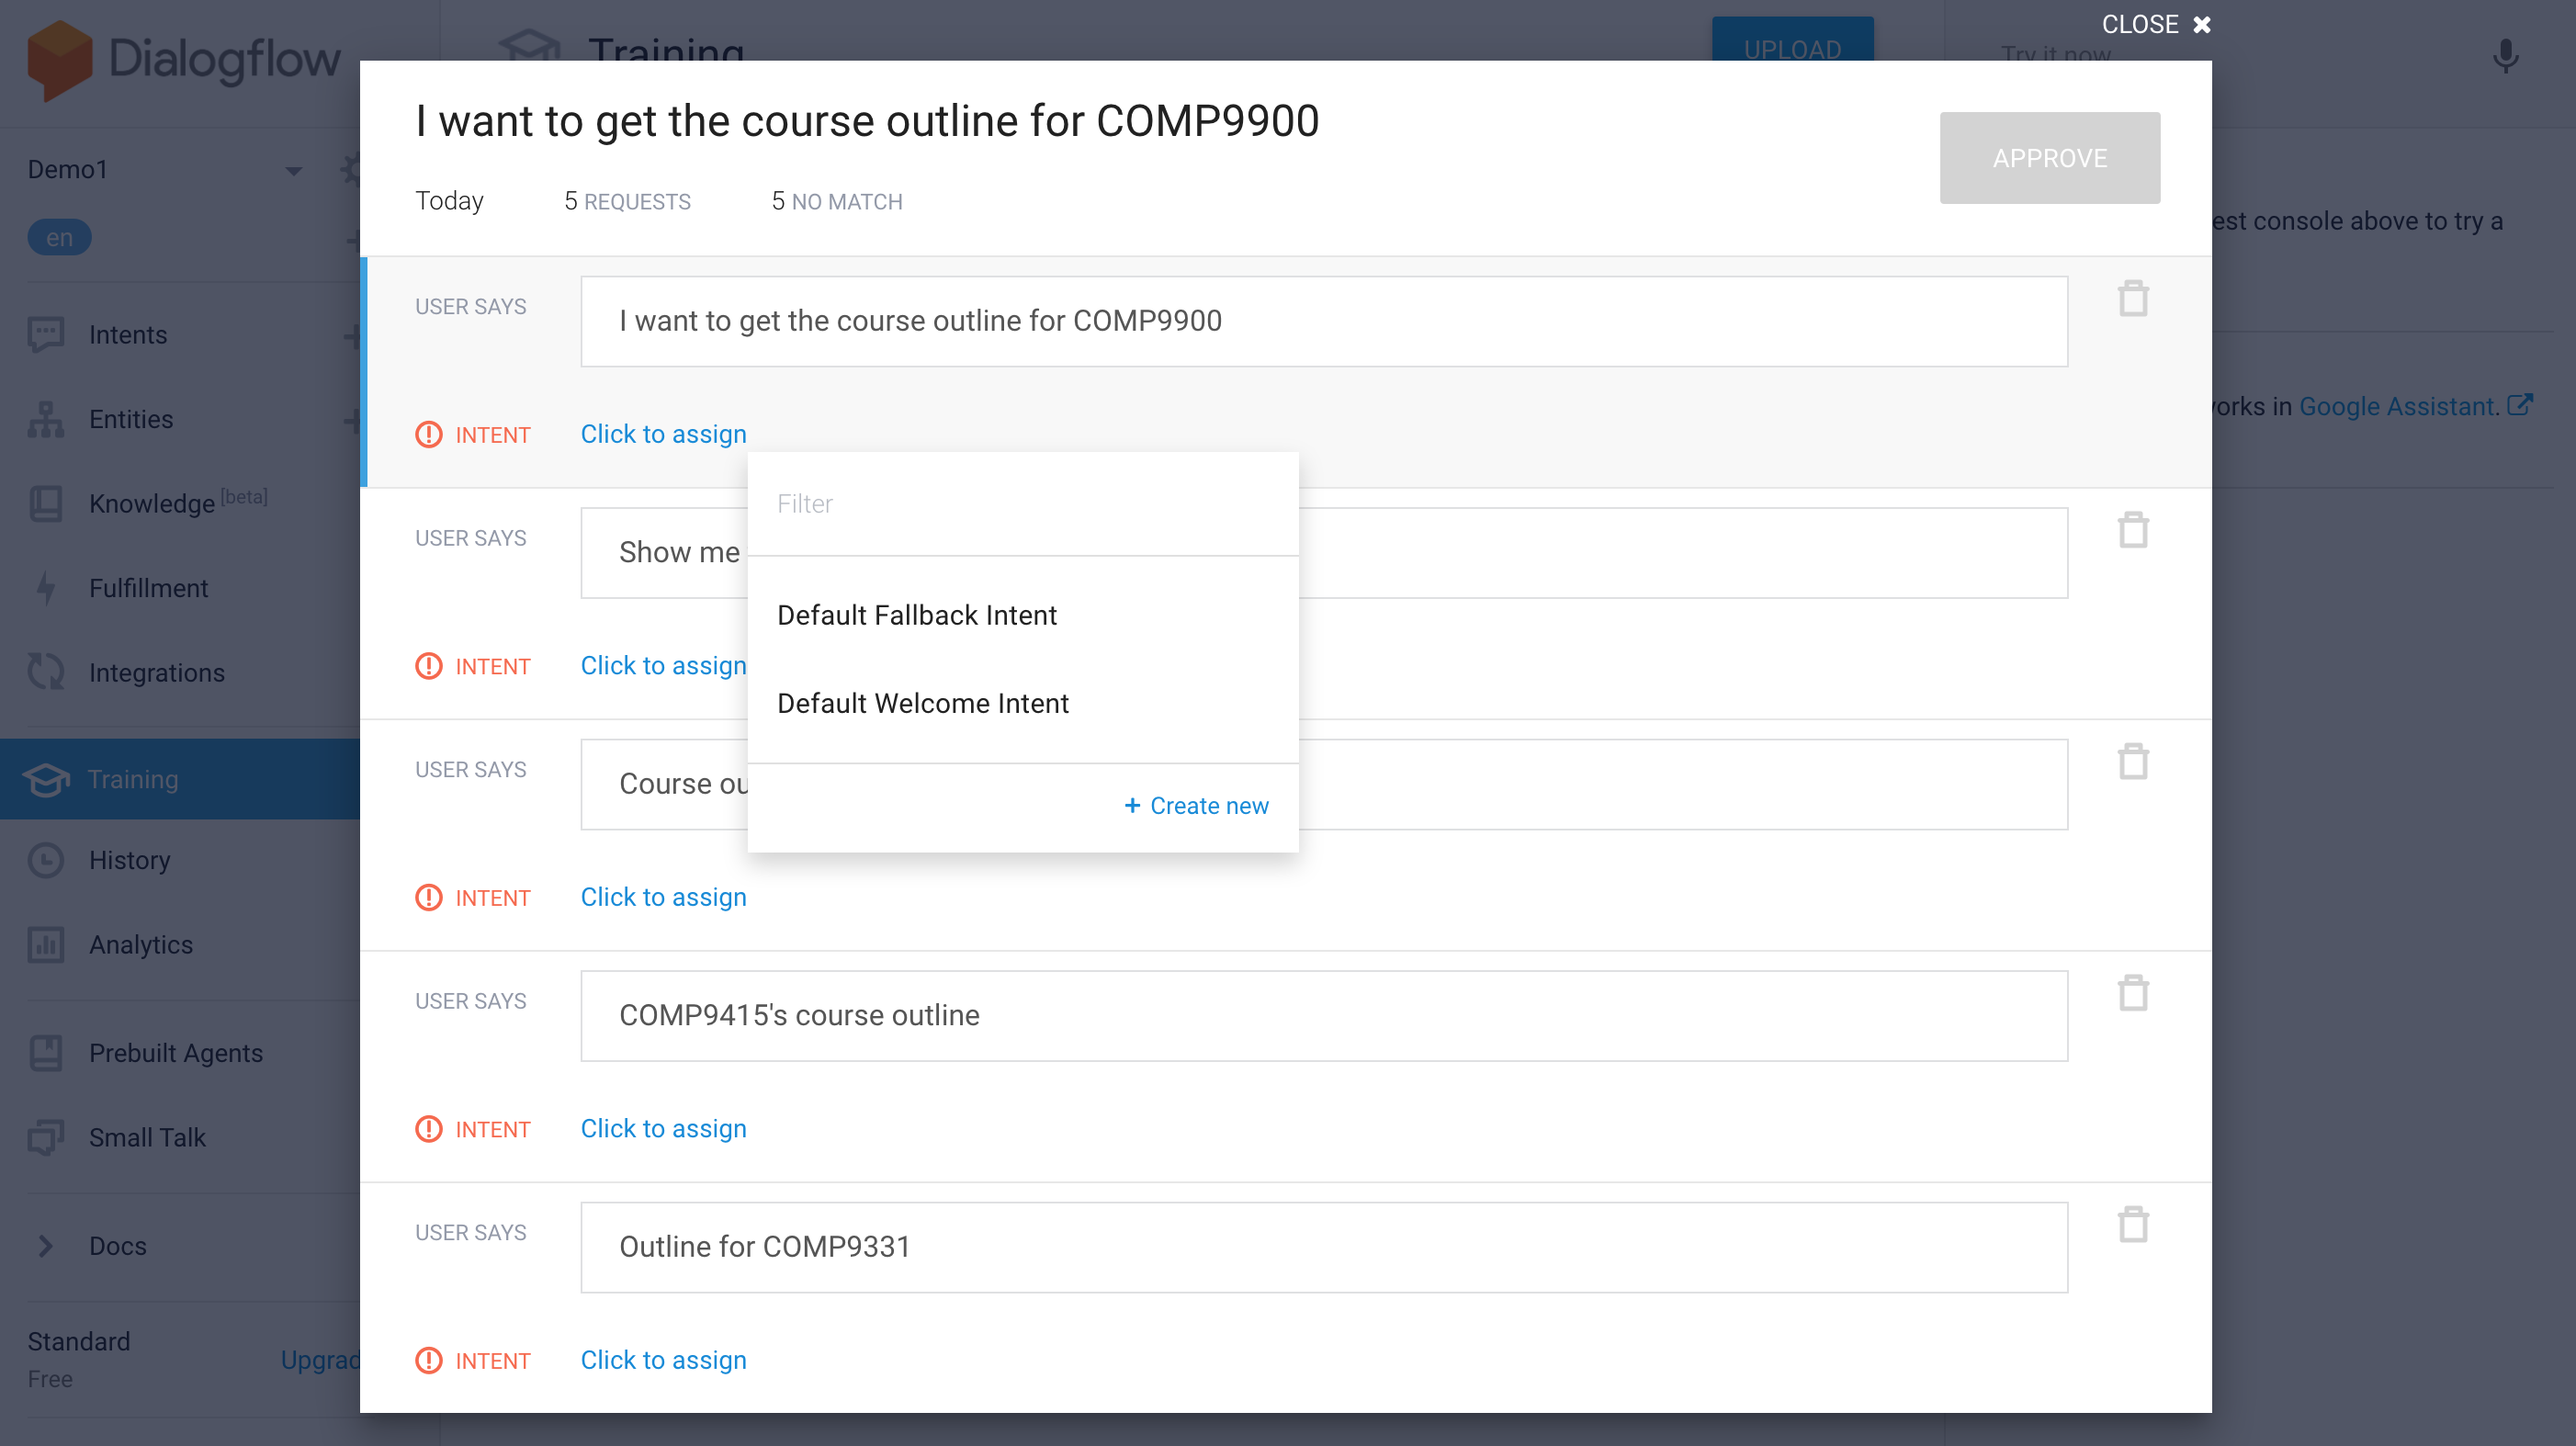 CLOSE ×
Dialogflow
Training
UPLOAD
Try it now
I want to get the course outline for COMP9900
APPROVE
Today 5 REQUESTS 5 NO MATCH
Demo1
en
est console above to try a
orks in Google Assistant.
Intents
Entities
Knowledge [beta]
Fulfillment
Integrations
Training
History
Analytics
Prebuilt Agents
Small Talk
Docs
Standard
Free
Upgrad
USER SAYS I want to get the course outline for COMP9900
INTENT Click to assign
Filter
Default Fallback Intent
Default Welcome Intent
+ Create new
USER SAYS Show me
INTENT Click to assign
USER SAYS Course ou
INTENT Click to assign
USER SAYS COMP9415's course outline
INTENT Click to assign
USER SAYS Outline for COMP9331
INTENT Click to assign